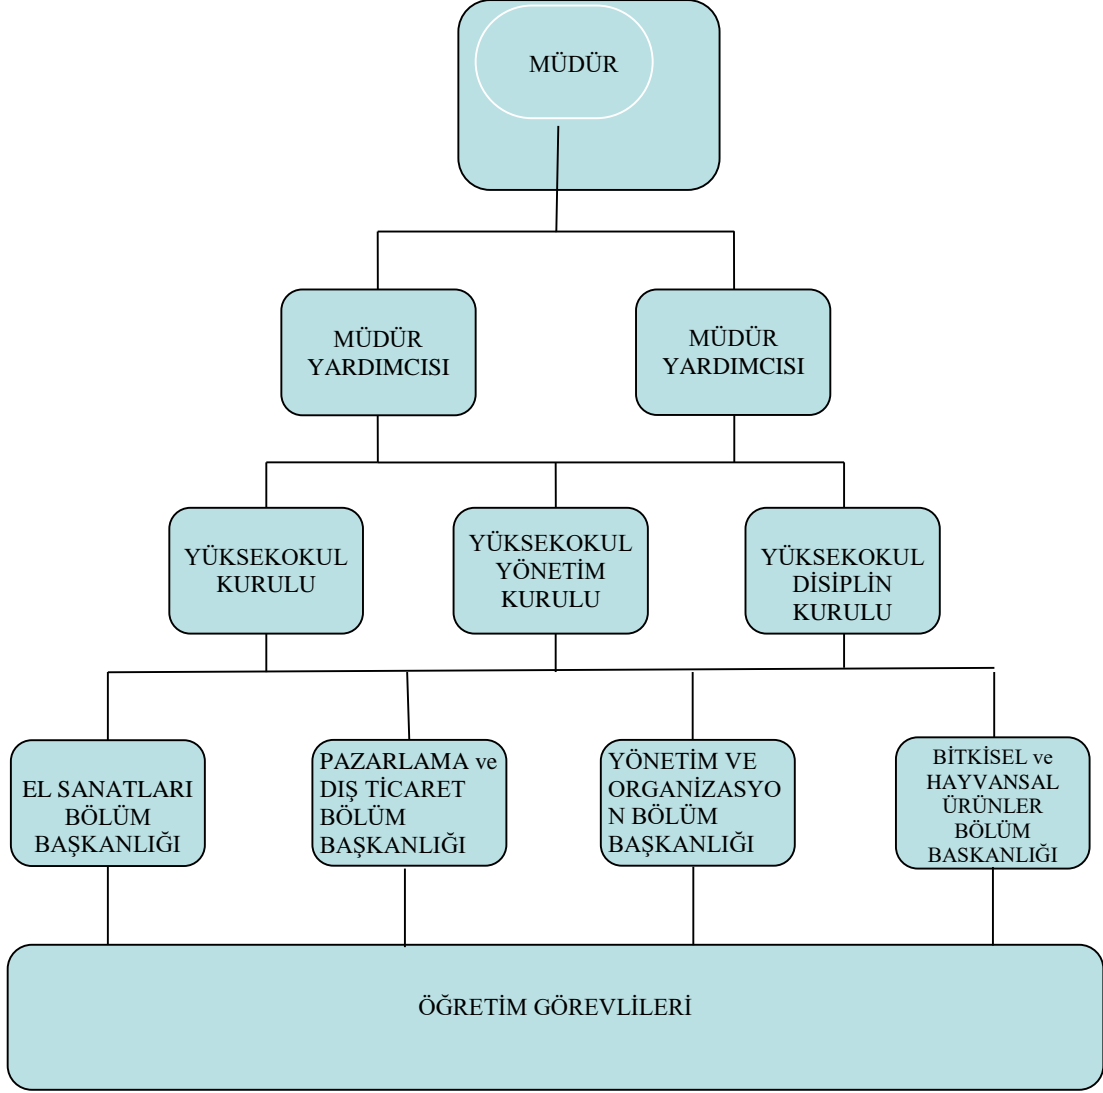 MÜDÜR
MÜDÜR
YARDIMCISI
MÜDÜR
YARDIMCISI
YÜKSEKOKUL
KURULU
YÜKSEKOKUL
YÖNETİM
KURULU
YÜKSEKOKUL
DİSİPLİN
KURULU
EL SANATLARI
BÖLÜM
BAŞKANLIĞI
PAZARLAMA ve
DIŞ TİCARET
BÖLÜM
BAŞKANLIĞI
YÖNETİM VE
ORGANİZASYO
N BÖLÜM
BAŞKANLIĞI
BİTKİSEL ve
HAYVANSAL
ÜRÜNLER
BÖLÜM
BASKANLIĞI
ÖĞRETİM GÖREVLİLERİ